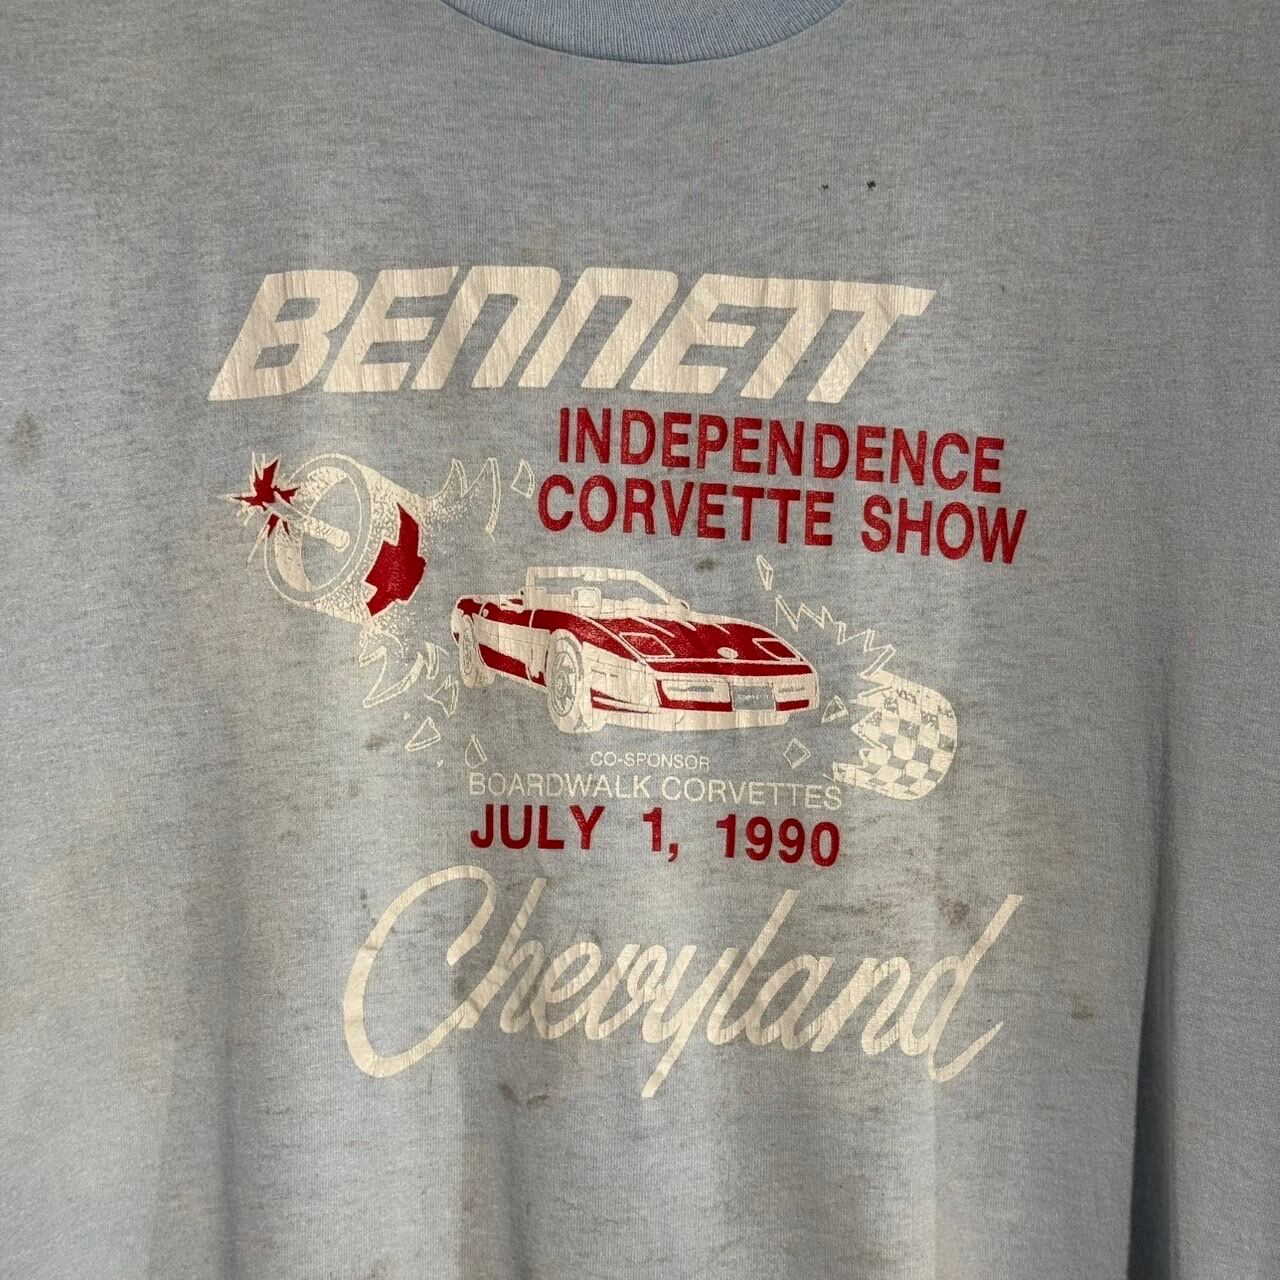 BENNETT
INDEPENDENCE
CORVETTE SHOW
CO-SPONSOR
BOARDWALK CORVETTES
JULY 1, 1990
Chevyland